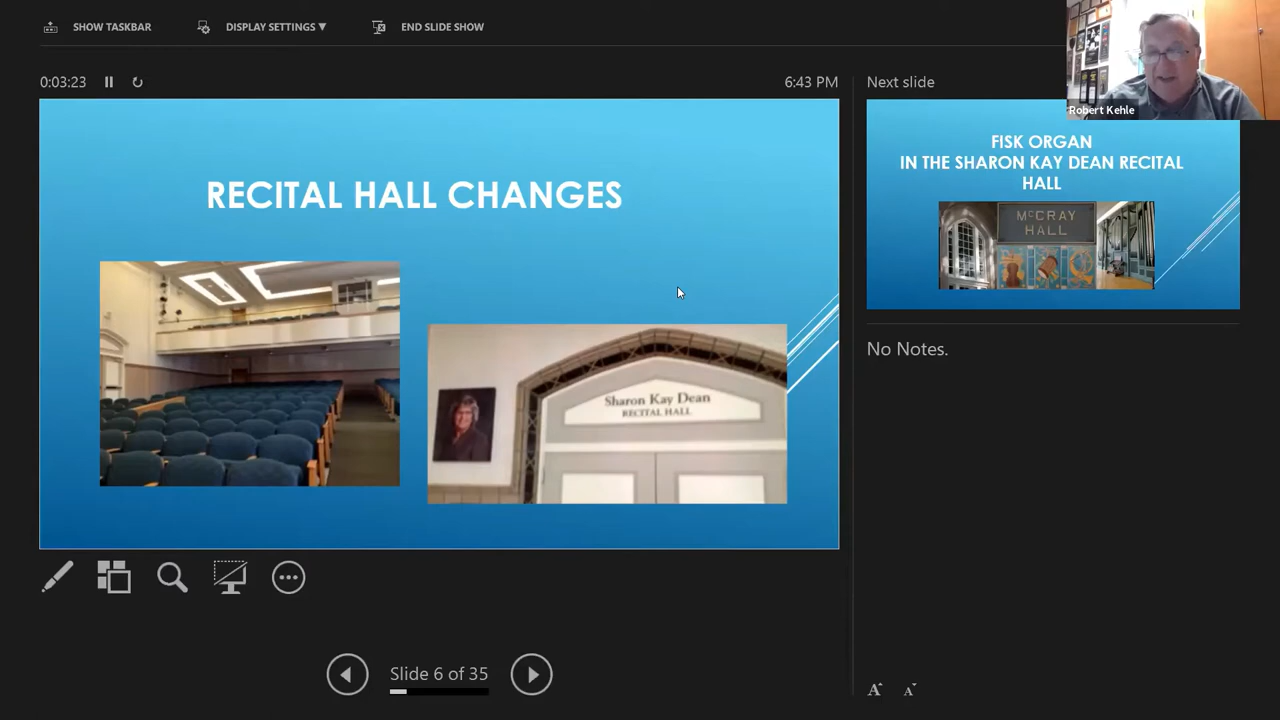 SHOW TASKBAR
DISPLAY SETTINGS ▼
END SLIDE SHOW
0:03:23
6:43 PM
Next slide
Robert Kehle
RECITAL HALL CHANGES
Sharon Kay Dean
RECITAL HALL
FISK ORGAN
IN THE SHARON KAY DEAN RECITAL
HALL
McCRAY
HALL
No Notes.
Slide 6 of 35
A
A